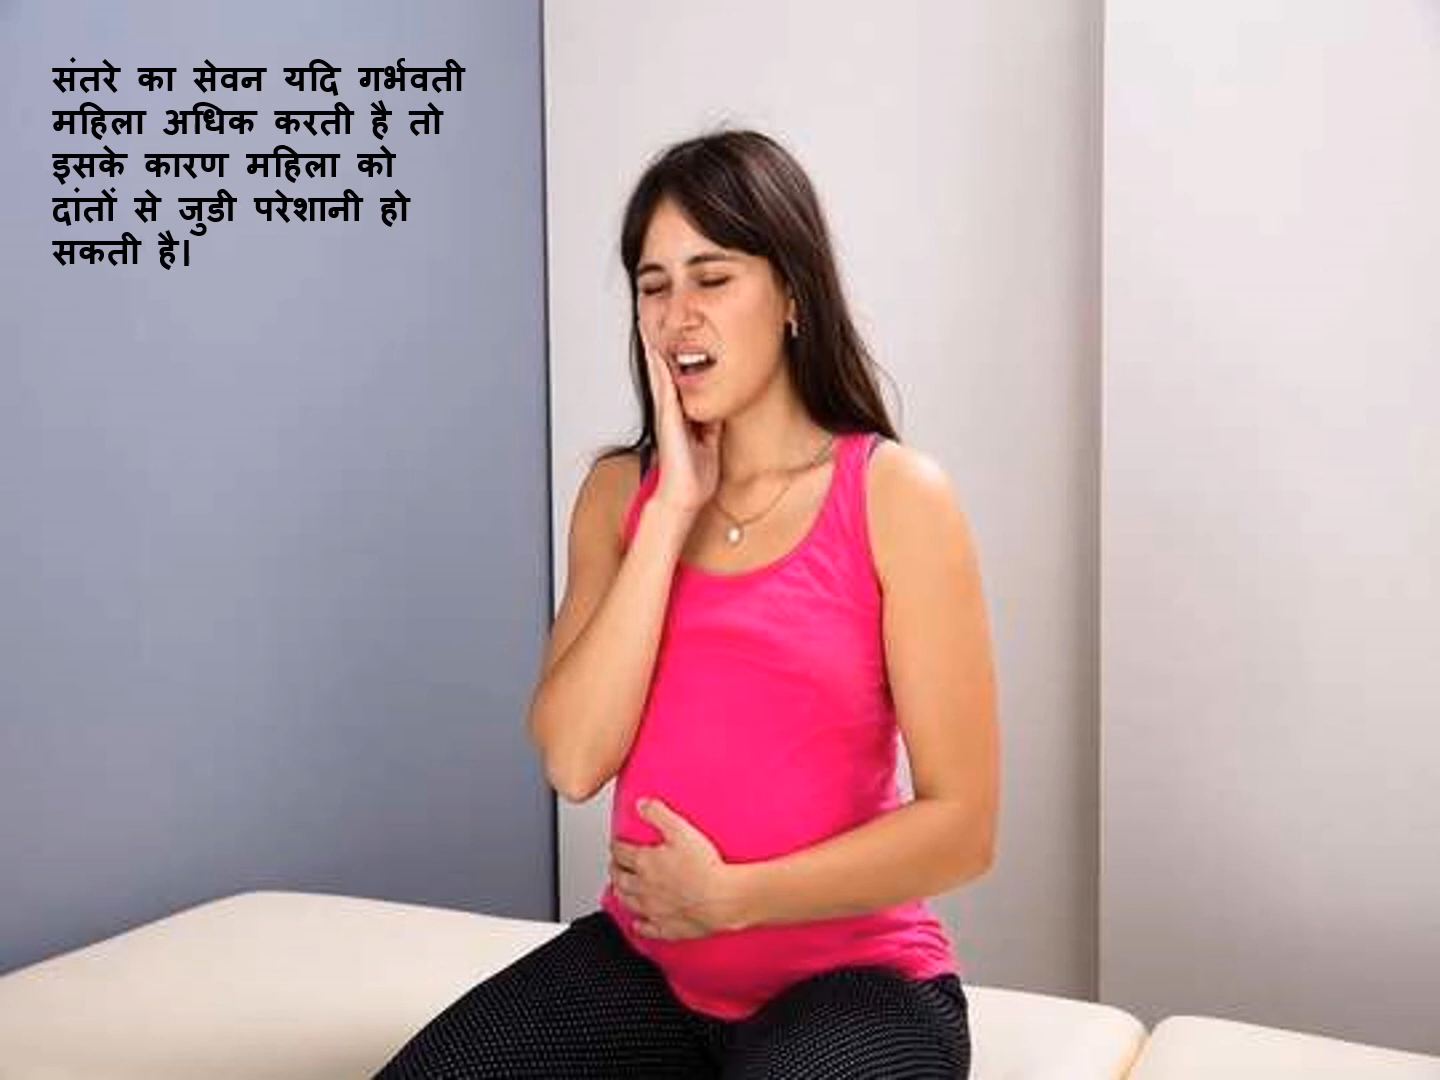 संतरे का सेवन यदि गर्भवती
महिला अधिक करती है तो
इसके कारण महिला को
दांतों से जुडी परेशानी हो
सकती है।